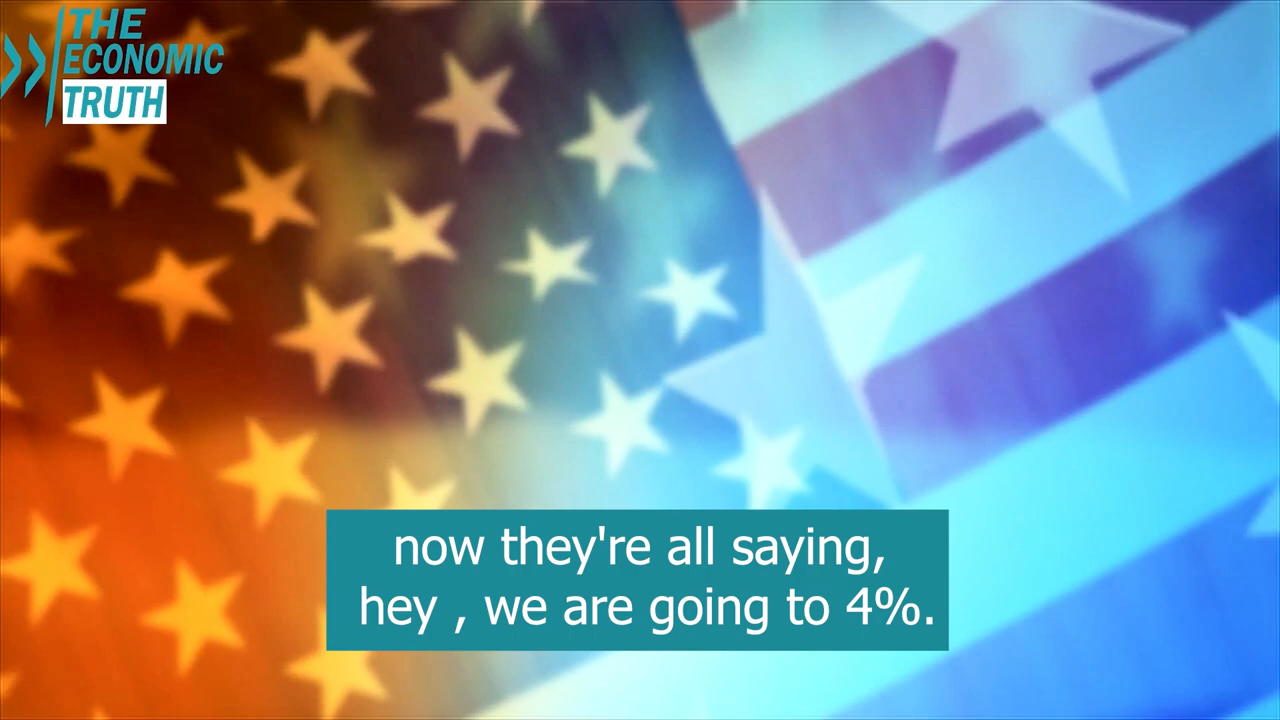 THE
ECONOMIC
TRUTH
now they're all saying,
hey , we are going to 4%.